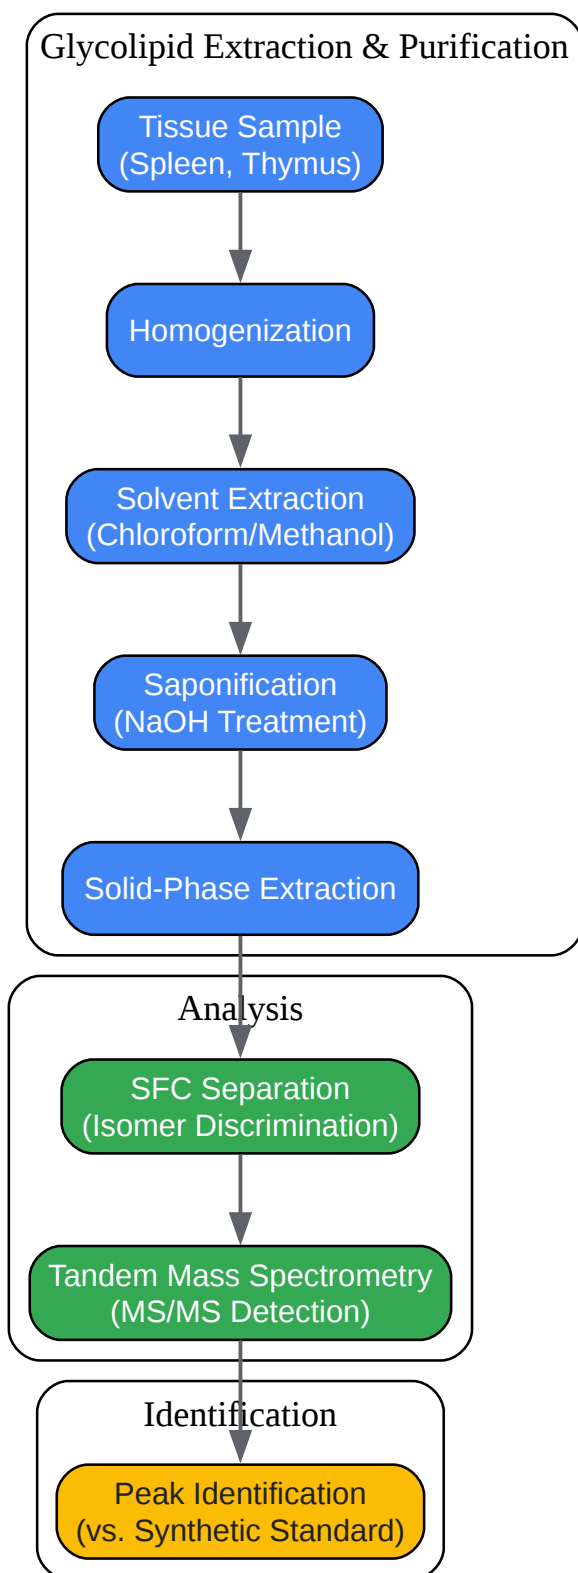 Glycolipid Extraction & Purification
Tissue Sample
(Spleen, Thymus)
Homogenization
Solvent Extraction
(Chloroform/Methanol)
Saponification
(NaOH Treatment)
Solid-Phase Extraction
Analysis
SFC Separation
(Isomer Discrimination)
Tandem Mass Spectrometry
(MS/MS Detection)
Identification
Peak Identification
(vs. Synthetic Standard)